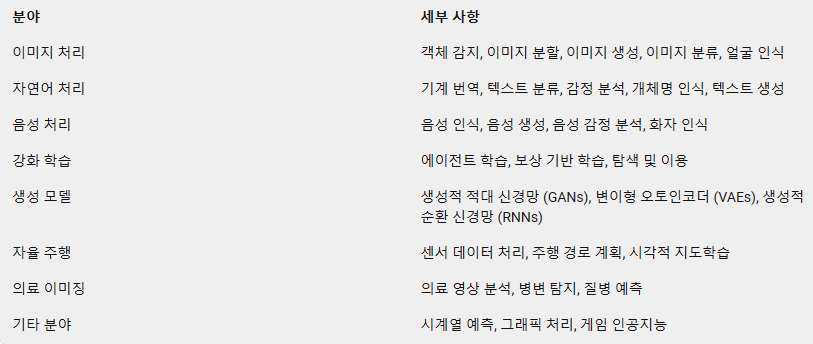 분야 세부 사항
이미지 처리 객체 감지, 이미지 분할, 이미지 생성, 이미지 분류, 얼굴 인식
자연어 처리 기계 번역, 텍스트 분류, 감정 분석, 개체명 인식, 텍스트 생성
음성 처리 음성 인식, 음성 생성, 음성 감정 분석, 화자 인식
강화 학습 에이전트 학습, 보상 기반 학습, 탐색 및 이용
생성 모델 생성적 적대 신경망 (GANs), 변이형 오토인코더 (VAEs), 생성적
순환 신경망 (RNNs)
자율 주행 센서 데이터 처리, 주행 경로 계획, 시각적 지도학습
의료 이미징 의료 영상 분석, 병변 탐지, 질병 예측
기타 분야 시계열 예측, 그래픽 처리, 게임 인공지능